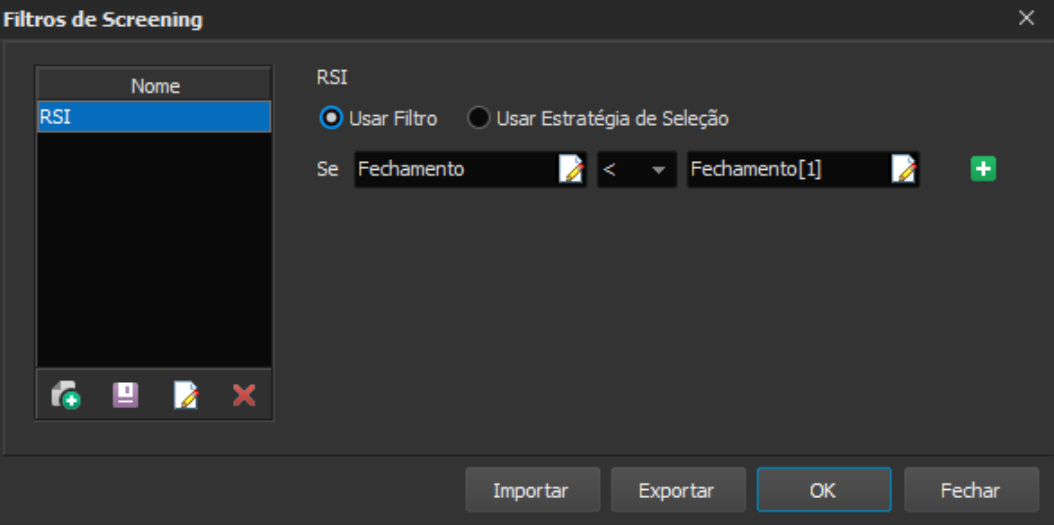 Filtros de Screening
Nome
RSI
RSI
Usar Filtro Usar Estratégia de Seleção
Se Fechamento < Fechamento[1]
Importar Exportar OK Fechar